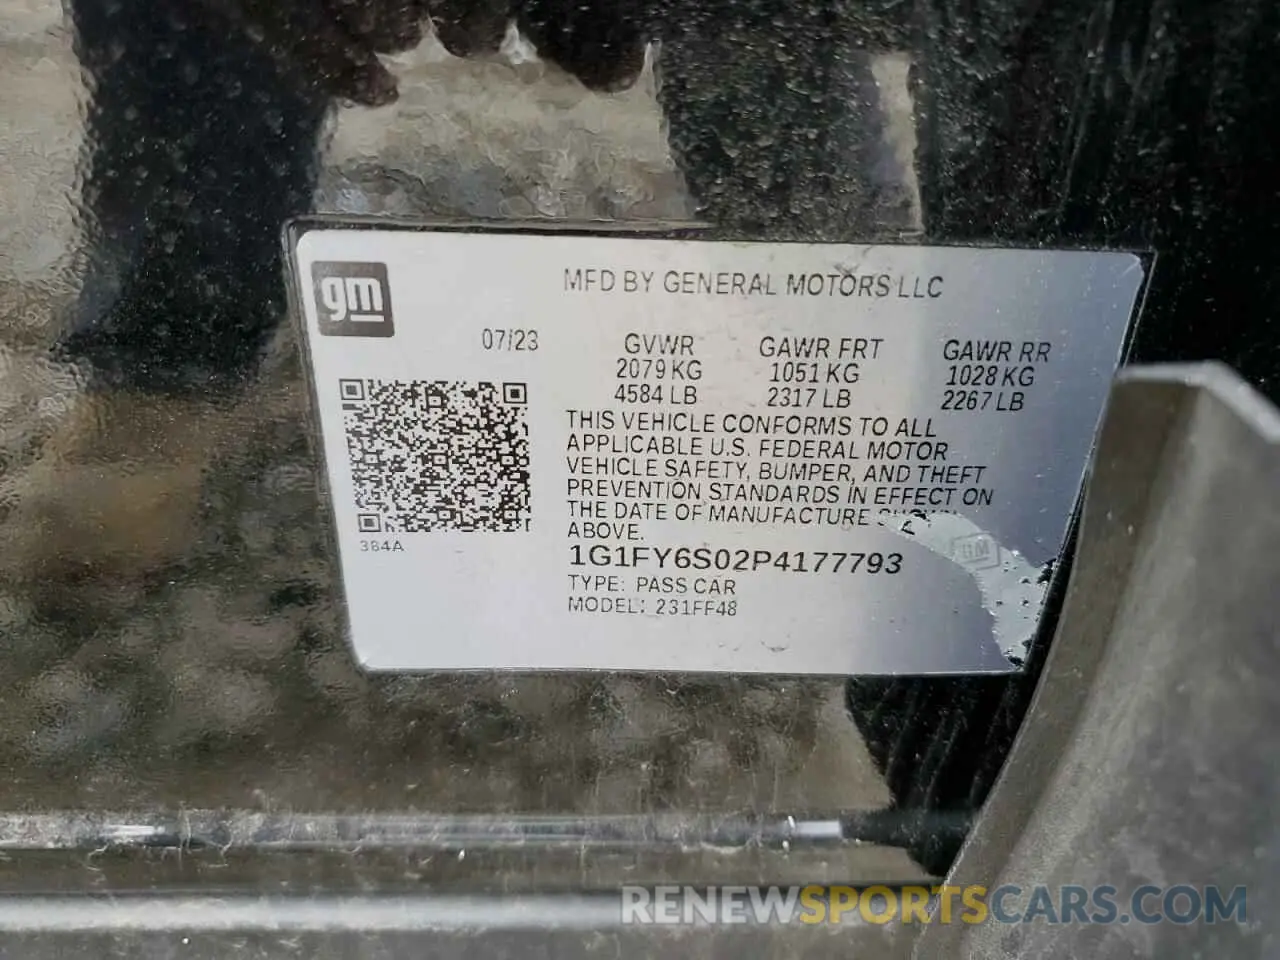 gm
MFD BY GENERAL MOTORS LLC
07/23 GVWR GAWR FRT GAWR RR
2079 KG 1051 KG 1028 KG
4584 LB 2317 LB 2267 LB
THIS VEHICLE CONFORMS TO ALL
APPLICABLE U.S. FEDERAL MOTOR
VEHICLE SAFETY, BUMPER, AND THEFT
PREVENTION STANDARDS IN EFFECT ON
THE DATE OF MANUFACTURE SHOWN
ABOVE.
384A
1G1FY6S02P4177793
TYPE: PASS CAR
MODEL: 231FF48
GM
RENEWSPORTSCARS.COM